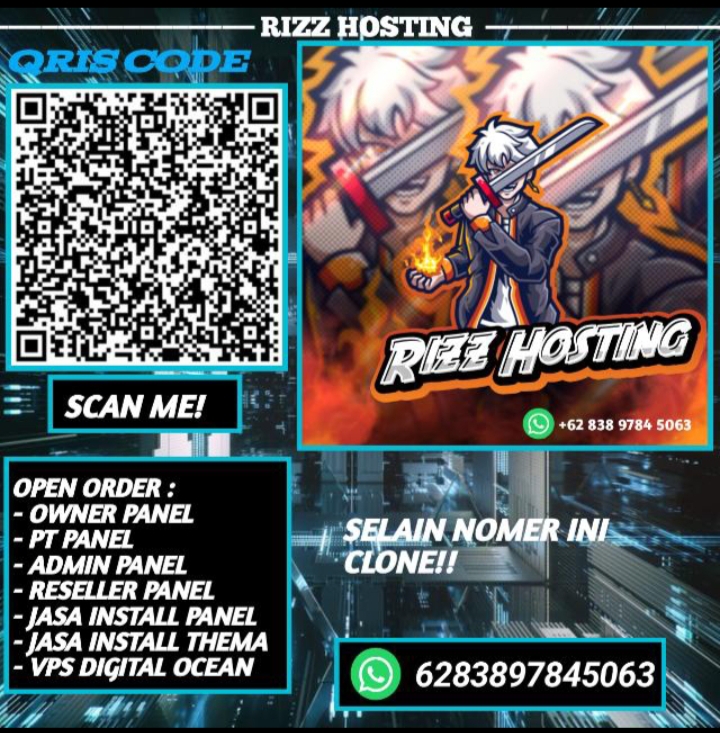 RIZZ HOSTING
QRIS CODE
SCAN ME!
RIZZ HOSTING
+62 838 9784 5063
OPEN ORDER :
- OWNER PANEL
- PT PANEL
- ADMIN PANEL
- RESELLER PANEL
- JASA INSTALL PANEL
- JASA INSTALL THEMA
- VPS DIGITAL OCEAN
SELAIN NOMER INI
CLONE!!
6283897845063